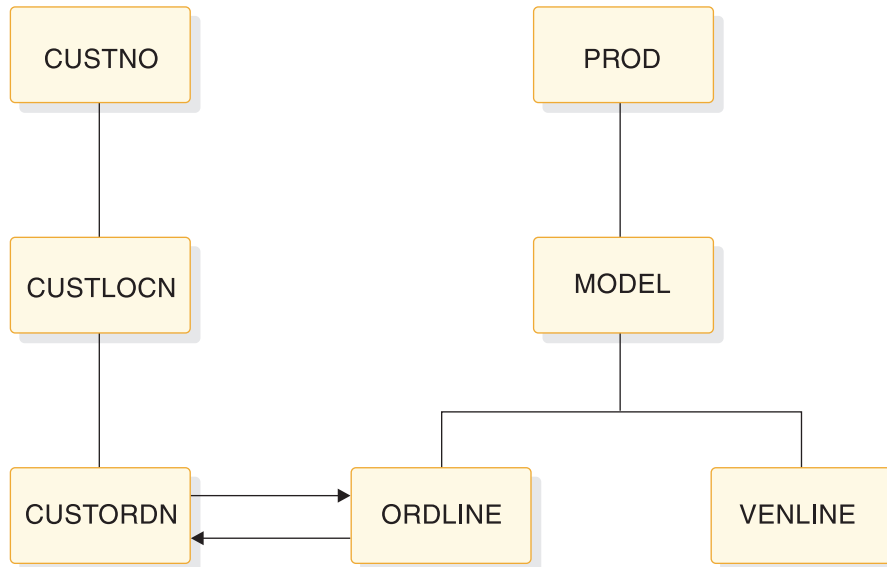 CUSTNO
PROD
CUSTLOCN
MODEL
CUSTORDN
ORDLINE
VENLINE